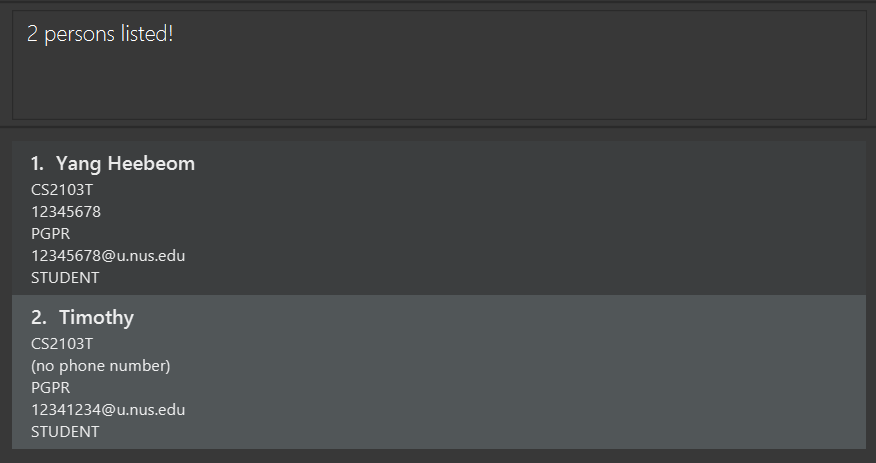 2 persons listed!
1. Yang Heebeom
CS2103T
12345678
PGPR
12345678@u.nus.edu
STUDENT
2. Timothy
CS2103T
(no phone number)
PGPR
12341234@u.nus.edu
STUDENT